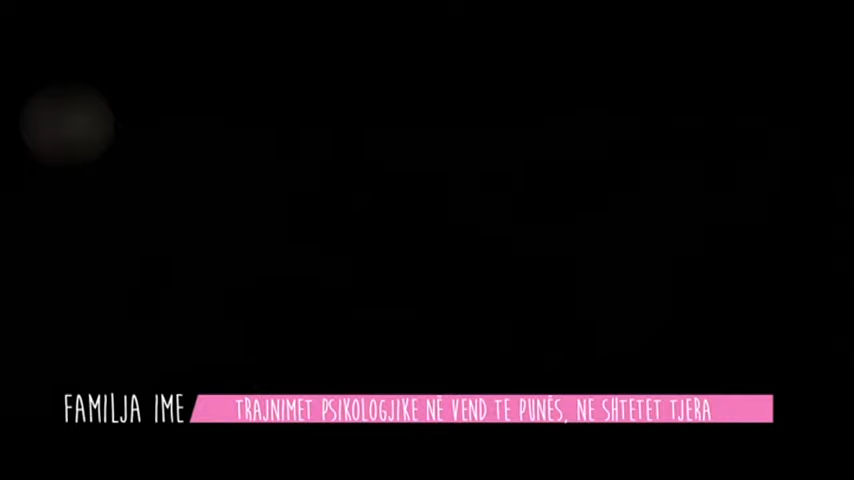 FAMILJA IME
TRAJNIMET PSIKOLOGJIKE NË VEND TE PUNËS, NE SHTETET TJERA